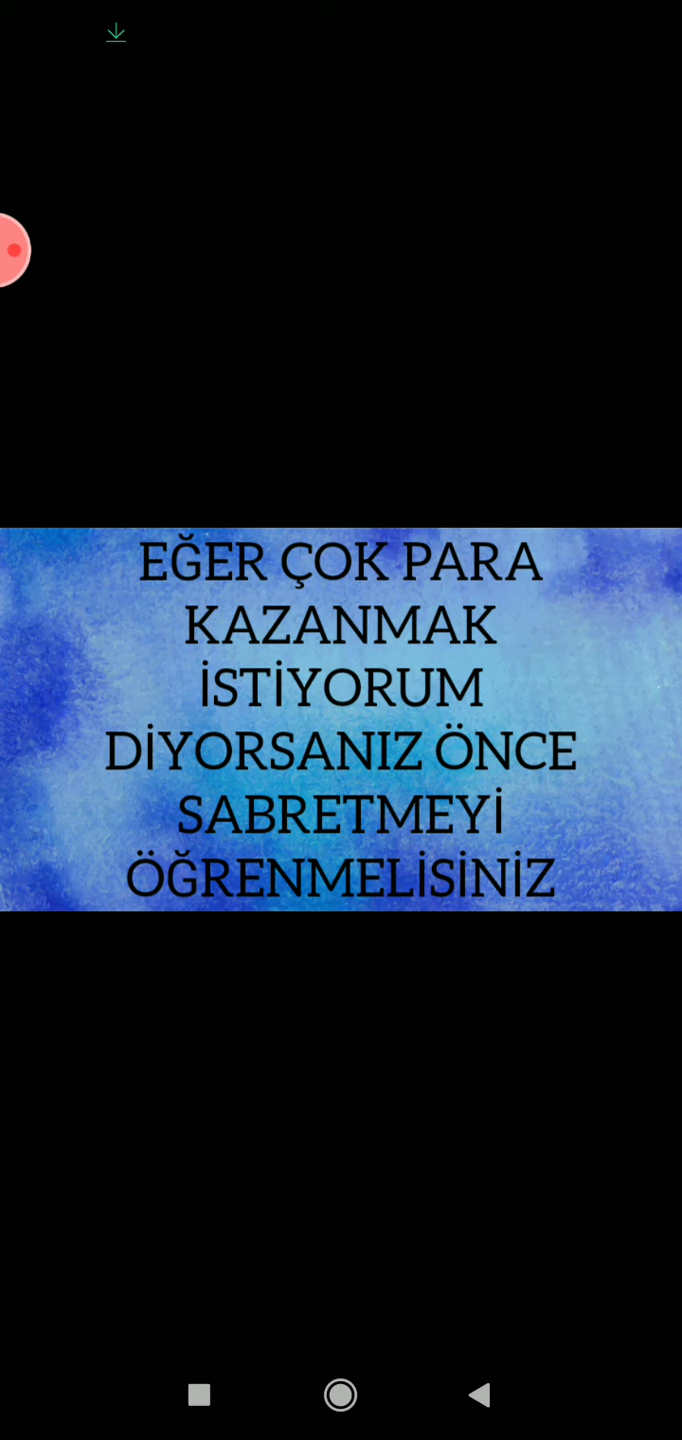 EĞER ÇOK PARA
KAZANMAK
İSTİYORUM
DİYORSANIZ ÖNCE
SABRETMEYİ
ÖĞRENMELİSİNİZ